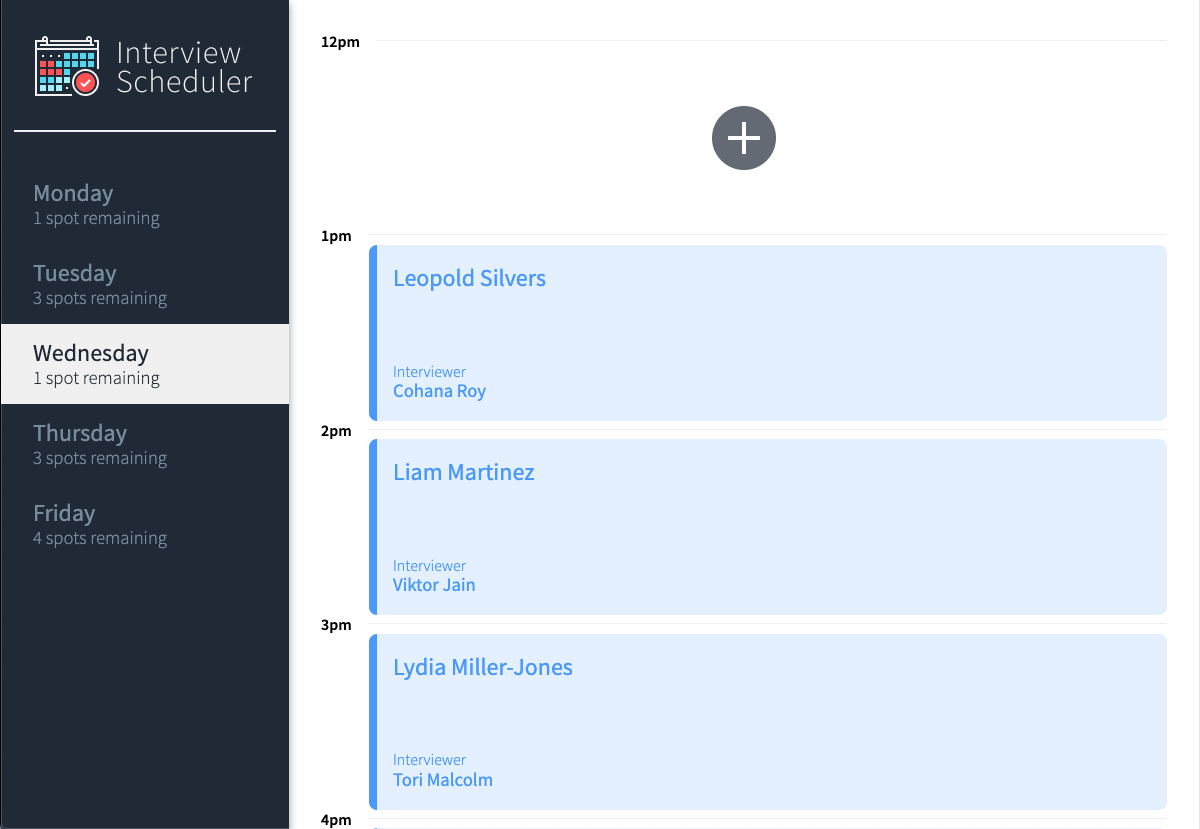 Interview
Scheduler
Monday
1 spot remaining
Tuesday
3 spots remaining
Wednesday
1 spot remaining
Thursday
3 spots remaining
Friday
4 spots remaining
12pm
1pm
Leopold Silvers
Interviewer
Cohana Roy
2pm
Liam Martinez
Interviewer
Viktor Jain
3pm
Lydia Miller-Jones
Interviewer
Tori Malcolm
4pm